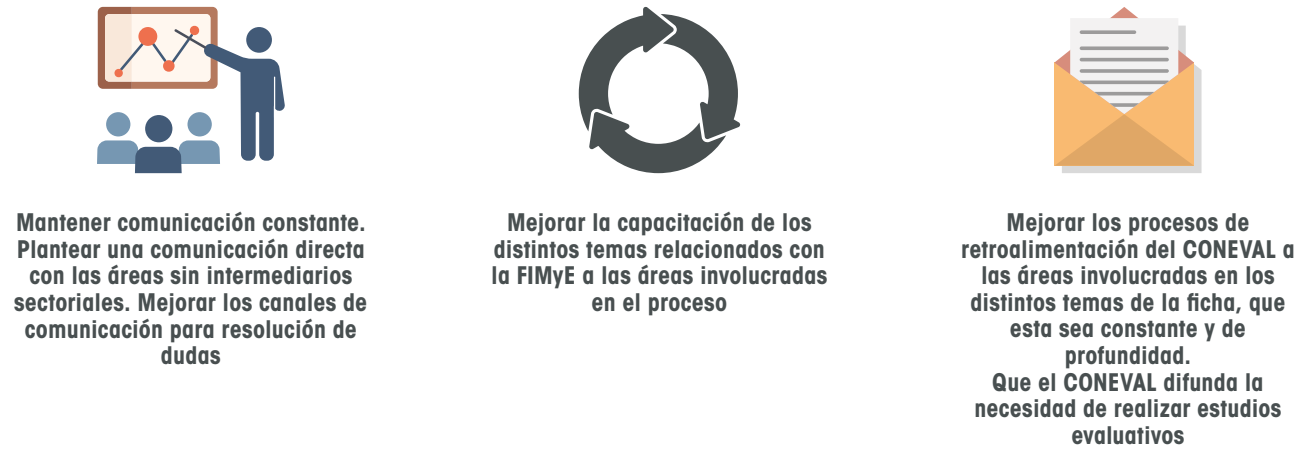 Mantener comunicación constante.
Plantear una comunicación directa
con las áreas sin intermediarios
sectoriales. Mejorar los canales de
comunicación para resolución de
dudas
Mejorar la capacitación de los
distintos temas relacionados con
la FIMyE a las áreas involucradas
en el proceso
Mejorar los procesos de
retroalimentación del CONEVAL a
las áreas involucradas en los
distintos temas de la ficha, que
esta sea constante y de
profundidad.
Que el CONEVAL difunda la
necesidad de realizar estudios
evaluativos